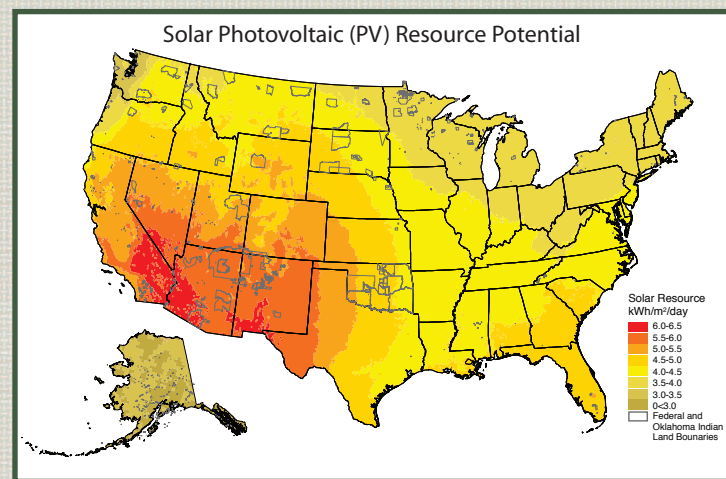 Solar Photovoltaic (PV) Resource Potential
Solar Resource
kWh/m²/day
6.0-6.5
5.5-6.0
5.0-5.5
4.5-5.0
4.0-4.5
3.5-4.0
3.0-3.5
0<3.0
Federal and
Oklahoma Indian
Land Bounaries